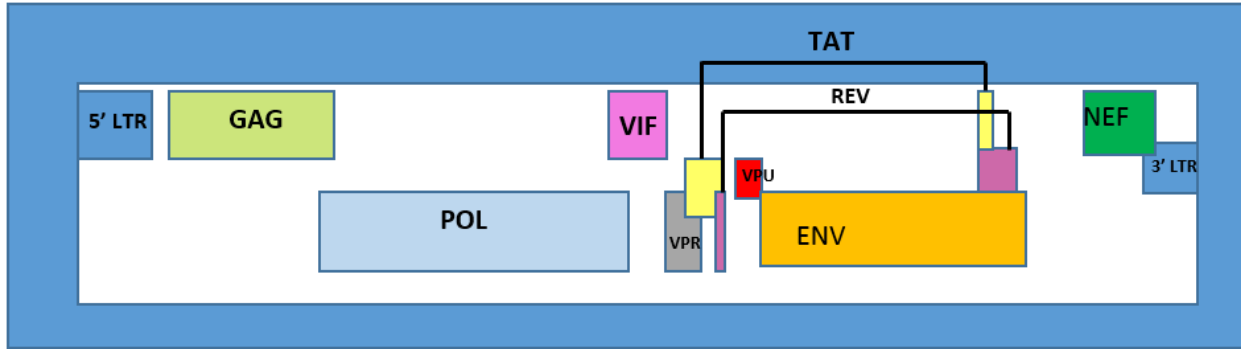 TAT
REV
5' LTR
GAG
VIF
NEF
3' LTR
VPU
POL
VPR
ENV